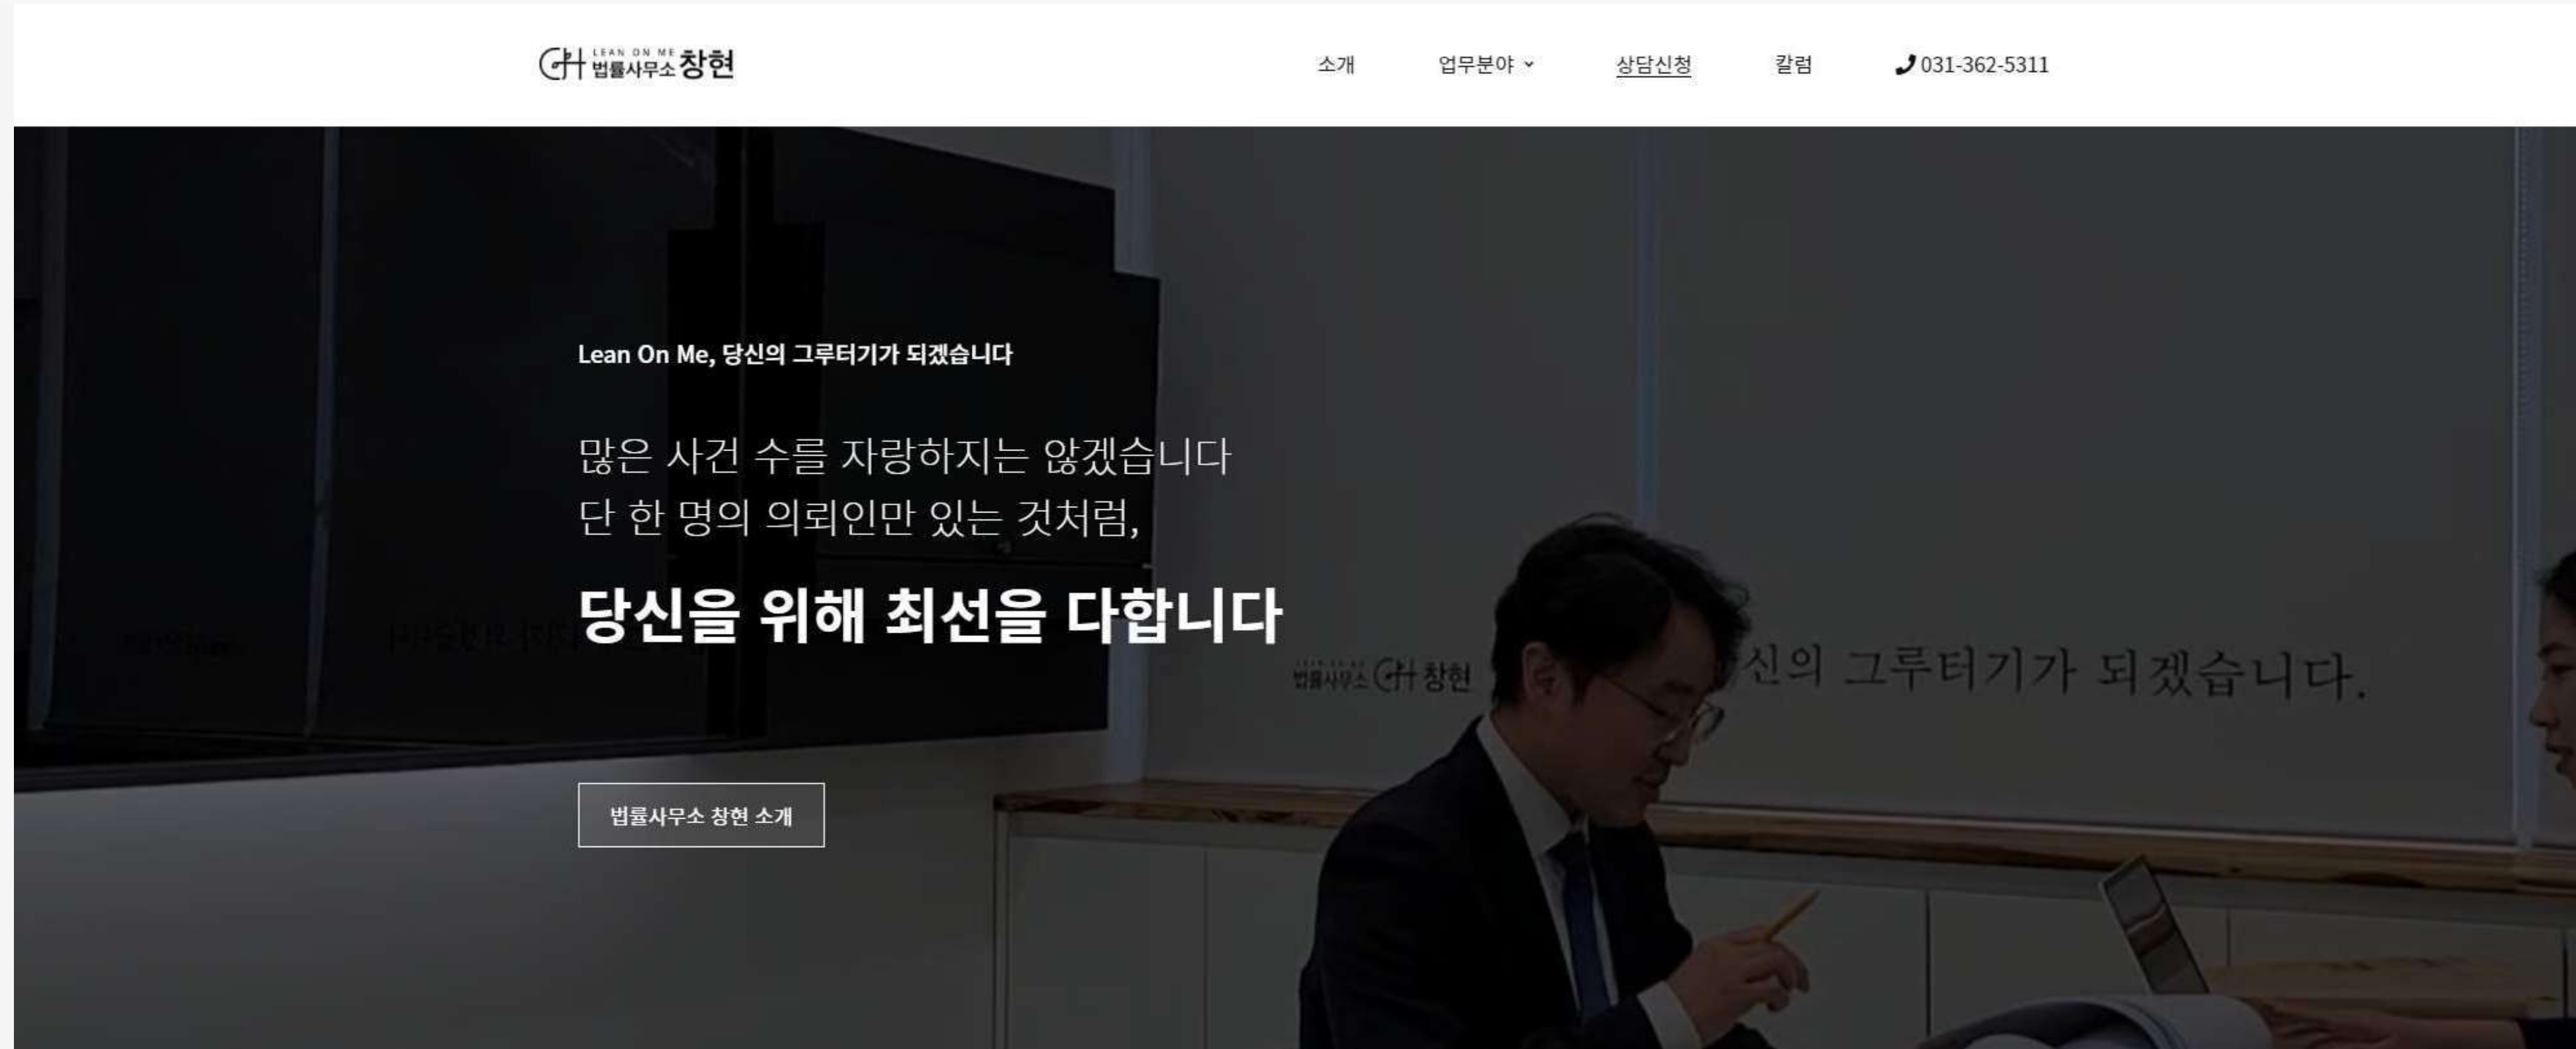 LEAN ON ME
법률사무소 창현
소개
업무분야
상담신청
칼럼
031-362-5311
Lean On Me, 당신의 그루터기가 되겠습니다
많은 사건 수를 자랑하지는 않겠습니다
단 한 명의 의뢰인만 있는 것처럼,
당신을 위해 최선을 다합니다
법률사무소 창현
신의 그루터기가 되겠습니다.
법률사무소 창현 소개